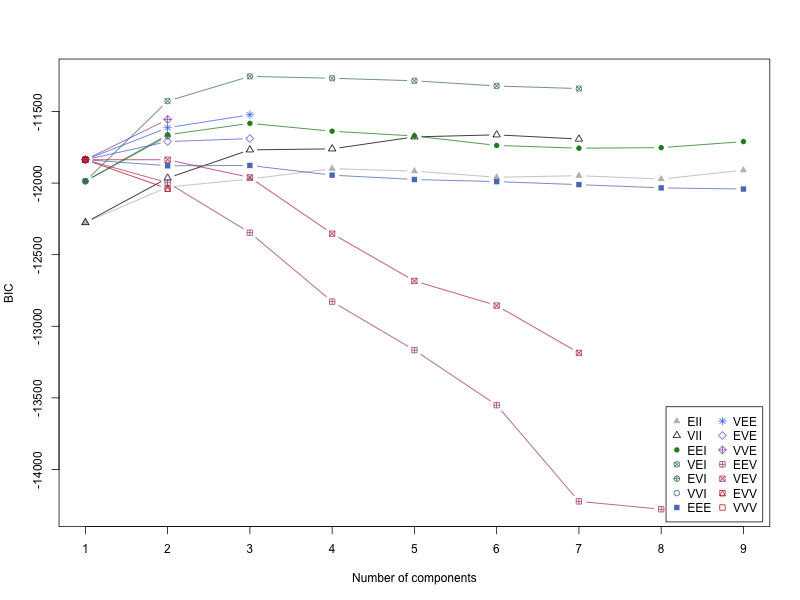 -11500
-12000
-12500
-13000
-13500
-14000
BIC
1 2 3 4 5 6 7 8 9
Number of components
EII VEE
VII EVE
EEI VVE
VEI EEV
EVI VEV
VVI EVV
EEE VVV